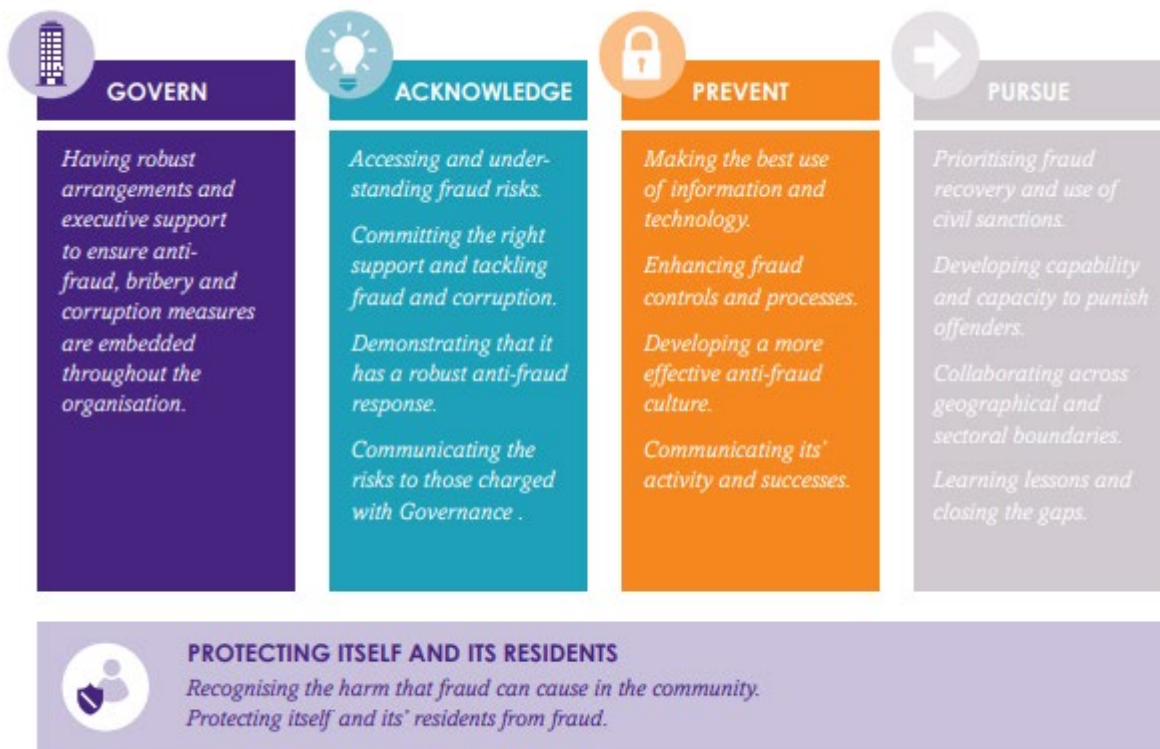 GOVERN
Having robust
arrangements and
executive support
to ensure anti-
fraud, bribery and
corruption measures
are embedded
throughout the
organisation.
ACKNOWLEDGE
Accessing and under-
standing fraud risks.
Committing the right
support and tackling
fraud and corruption.
Demonstrating that it
has a robust anti-fraud
response.
Communicating the
risks to those charged
with Governance .
PREVENT
Making the best use
of information and
technology.
Enhancing fraud
controls and processes.
Developing a more
effective anti-fraud
culture.
Communicating its’
activity and successes.
PURSUE
Prioritising fraud
recovery and use of
civil sanctions.
Developing capability
and capacity to punish
offenders.
Collaborating across
geographical and
sectoral boundaries.
Learning lessons and
closing the gaps.
PROTECTING ITSELF AND ITS RESIDENTS
Recognising the harm that fraud can cause in the community.
Protecting itself and its’ residents from fraud.